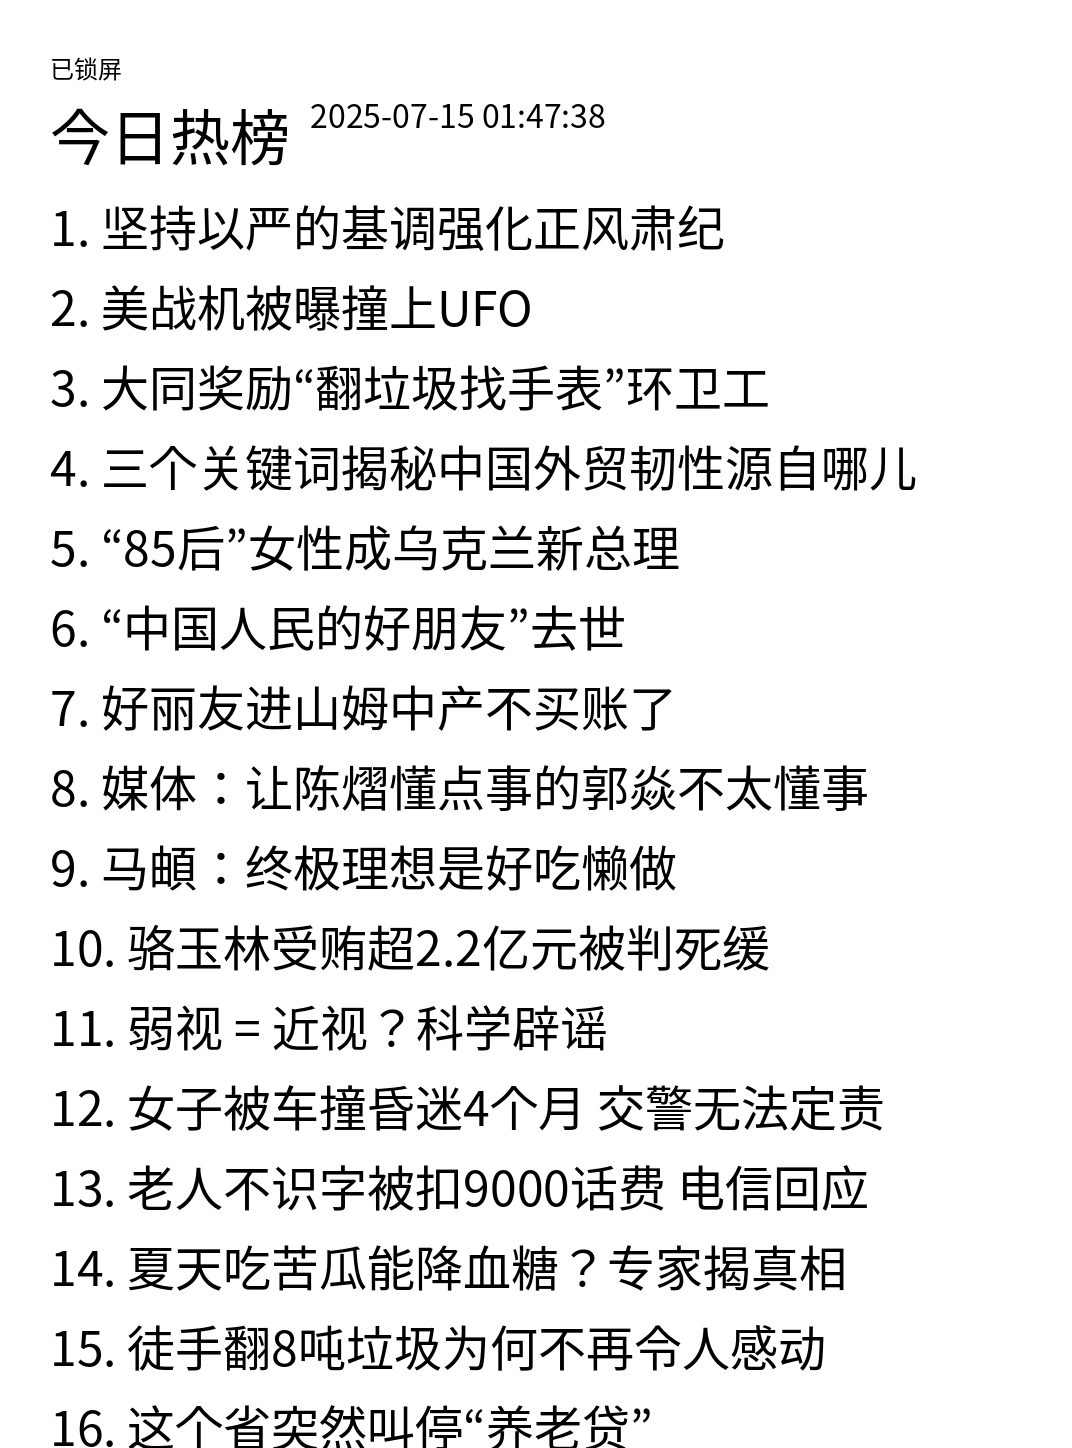 已锁屏
今日热榜 2025-07-15 01:47:38
1. 坚持以严的基调强化正风肃纪
2. 美战机被曝撞上UFO
3. 大同奖励“翻垃圾找手表”环卫工
4. 三个关键词揭秘中国外贸韧性源自哪儿
5. “85后”女性成乌克兰新总理
6. “中国人民的好朋友”去世
7. 好丽友进山姆中产不买账了
8. 媒体：让陈熠懂点事的郭焱不太懂事
9. 马頔：终极理想是好吃懒做
10. 骆玉林受贿超2.2亿元被判死缓
11. 弱视 = 近视？科学辟谣
12. 女子被车撞昏迷4个月 交警无法定责
13. 老人不识字被扣9000话费 电信回应
14. 夏天吃苦瓜能降血糖？专家揭真相
15. 徒手翻8吨垃圾为何不再令人感动
16. 这个省突然叫停“养老贷”